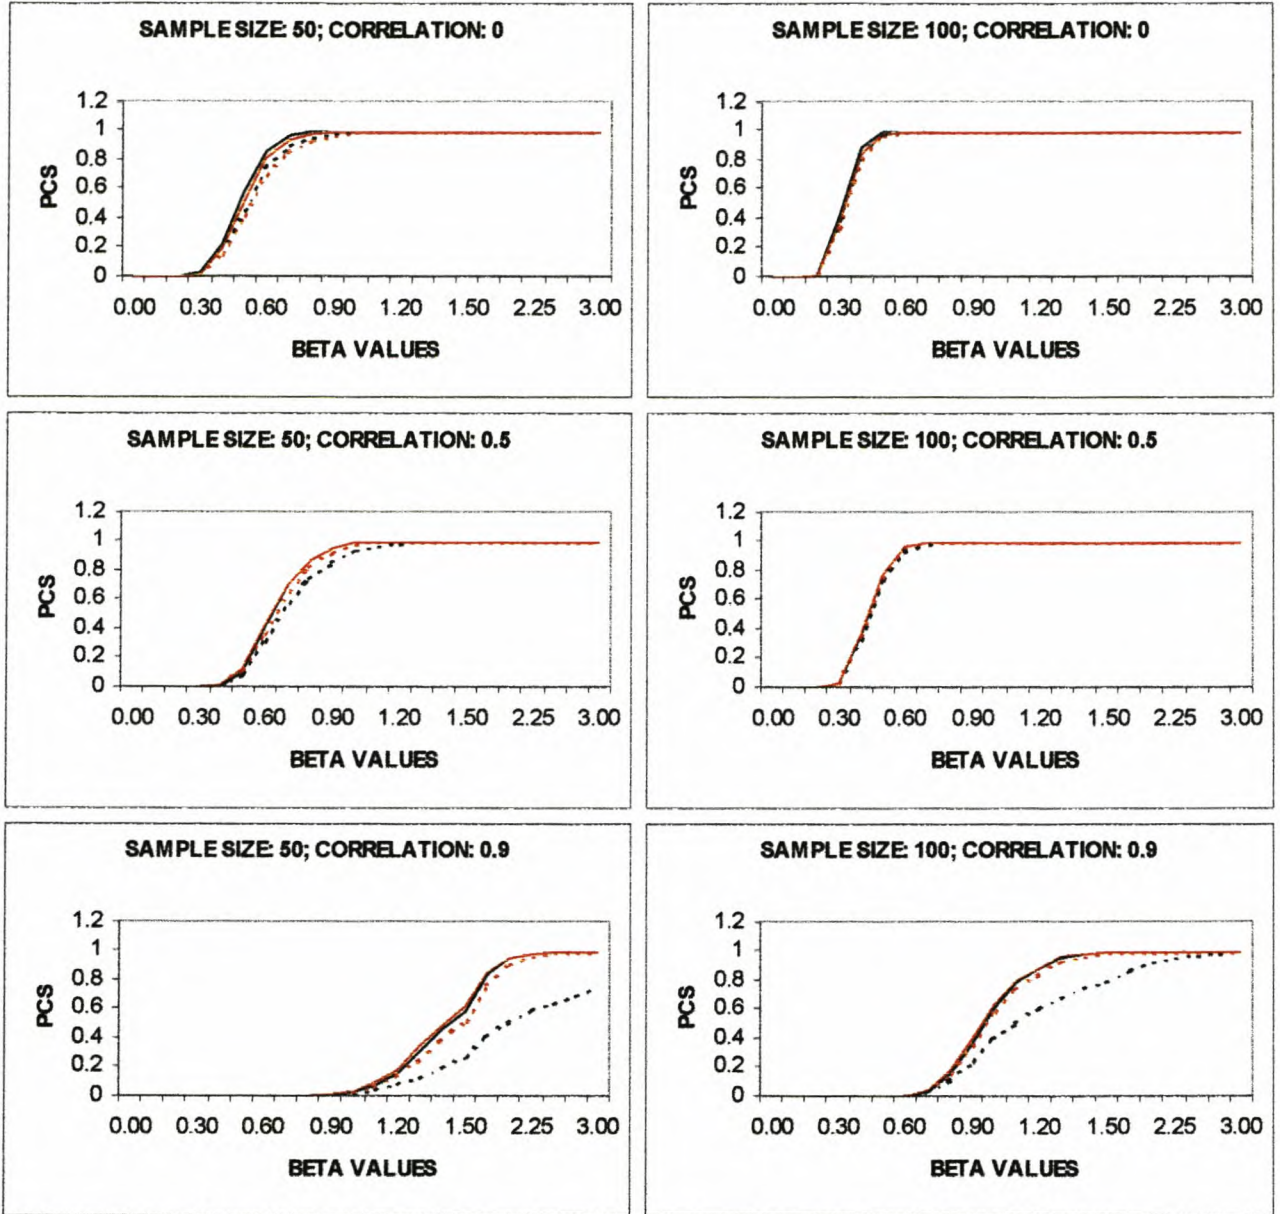 SAMPLE SIZE: 50; CORRELATION: 0
1.2
1
0.8
0.6
0.4
0.2
0
PCS
0.00 0.30 0.60 0.90 1.20 1.50 2.25 3.00
BETA VALUES
SAMPLE SIZE: 100; CORRELATION: 0
1.2
1
0.8
0.6
0.4
0.2
0
PCS
0.00 0.30 0.60 0.90 1.20 1.50 2.25 3.00
BETA VALUES
SAMPLE SIZE: 50; CORRELATION: 0.5
1.2
1
0.8
0.6
0.4
0.2
0
PCS
0.00 0.30 0.60 0.90 1.20 1.50 2.25 3.00
BETA VALUES
SAMPLE SIZE: 100; CORRELATION: 0.5
1.2
1
0.8
0.6
0.4
0.2
0
PCS
0.00 0.30 0.60 0.90 1.20 1.50 2.25 3.00
BETA VALUES
SAMPLE SIZE: 50; CORRELATION: 0.9
1.2
1
0.8
0.6
0.4
0.2
0
PCS
0.00 0.30 0.60 0.90 1.20 1.50 2.25 3.00
BETA VALUES
SAMPLE SIZE: 100; CORRELATION: 0.9
1.2
1
0.8
0.6
0.4
0.2
0
PCS
0.00 0.30 0.60 0.90 1.20 1.50 2.25 3.00
BETA VALUES